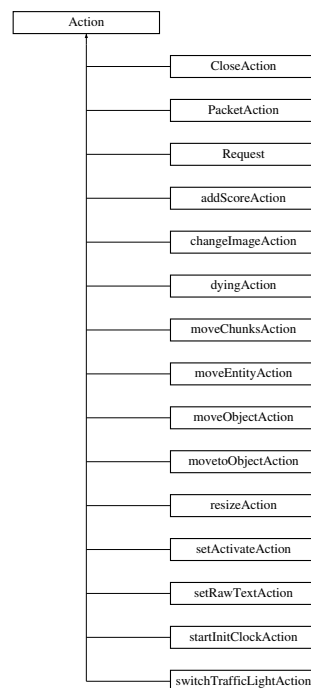 Action
CloseAction
PacketAction
Request
addScoreAction
changeImageAction
dyingAction
moveChunksAction
moveEntityAction
moveObjectAction
movetoObjectAction
resizeAction
setActivateAction
setRawTextAction
startInitClockAction
switchTrafficLightAction